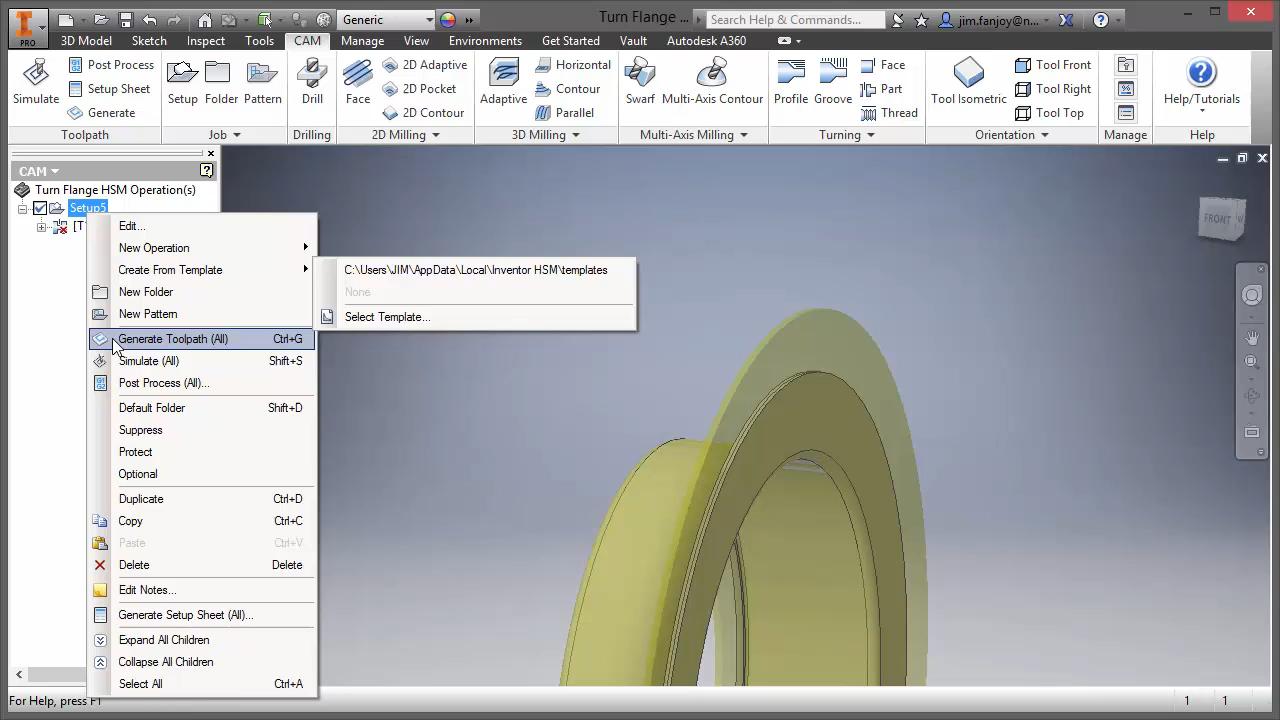 Generic
Turn Flange ...
Search Help & Commands...
jim.fanjoy@n...
PRO
3D Model
Sketch
Inspect
Tools
CAM
Manage
View
Environments
Get Started
Vault
Autodesk A360
Simulate
Post Process
Setup Sheet
Generate
Toolpath
Setup
Folder
Pattern
Job
Drill
Drilling
Face
2D Adaptive
2D Pocket
2D Contour
2D Milling
Adaptive
Horizontal
Contour
Parallel
3D Milling
Swarf
Multi-Axis Contour
Multi-Axis Milling
Profile
Groove
Face
Part
Thread
Turning
Tool Isometric
Tool Front
Tool Right
Tool Top
Orientation
Manage
Help/Tutorials
Help
CAM
Turn Flange HSM Operation(s)
Setup5
[T
Edit...
New Operation
Create From Template
New Folder
New Pattern
Generate Toolpath (All) Ctrl+G
Simulate (All) Shift+S
Post Process (All)...
Default Folder Shift+D
Suppress
Protect
Optional
Duplicate Ctrl+D
Copy Ctrl+C
Paste Ctrl+V
Delete Delete
Edit Notes...
Generate Setup Sheet (All)...
Expand All Children
Collapse All Children
Select All Ctrl+A
C:\Users\JIM\AppData\Local\Inventor HSM\templates
None
Select Template...
FRONT
For Help, press F1
1 1